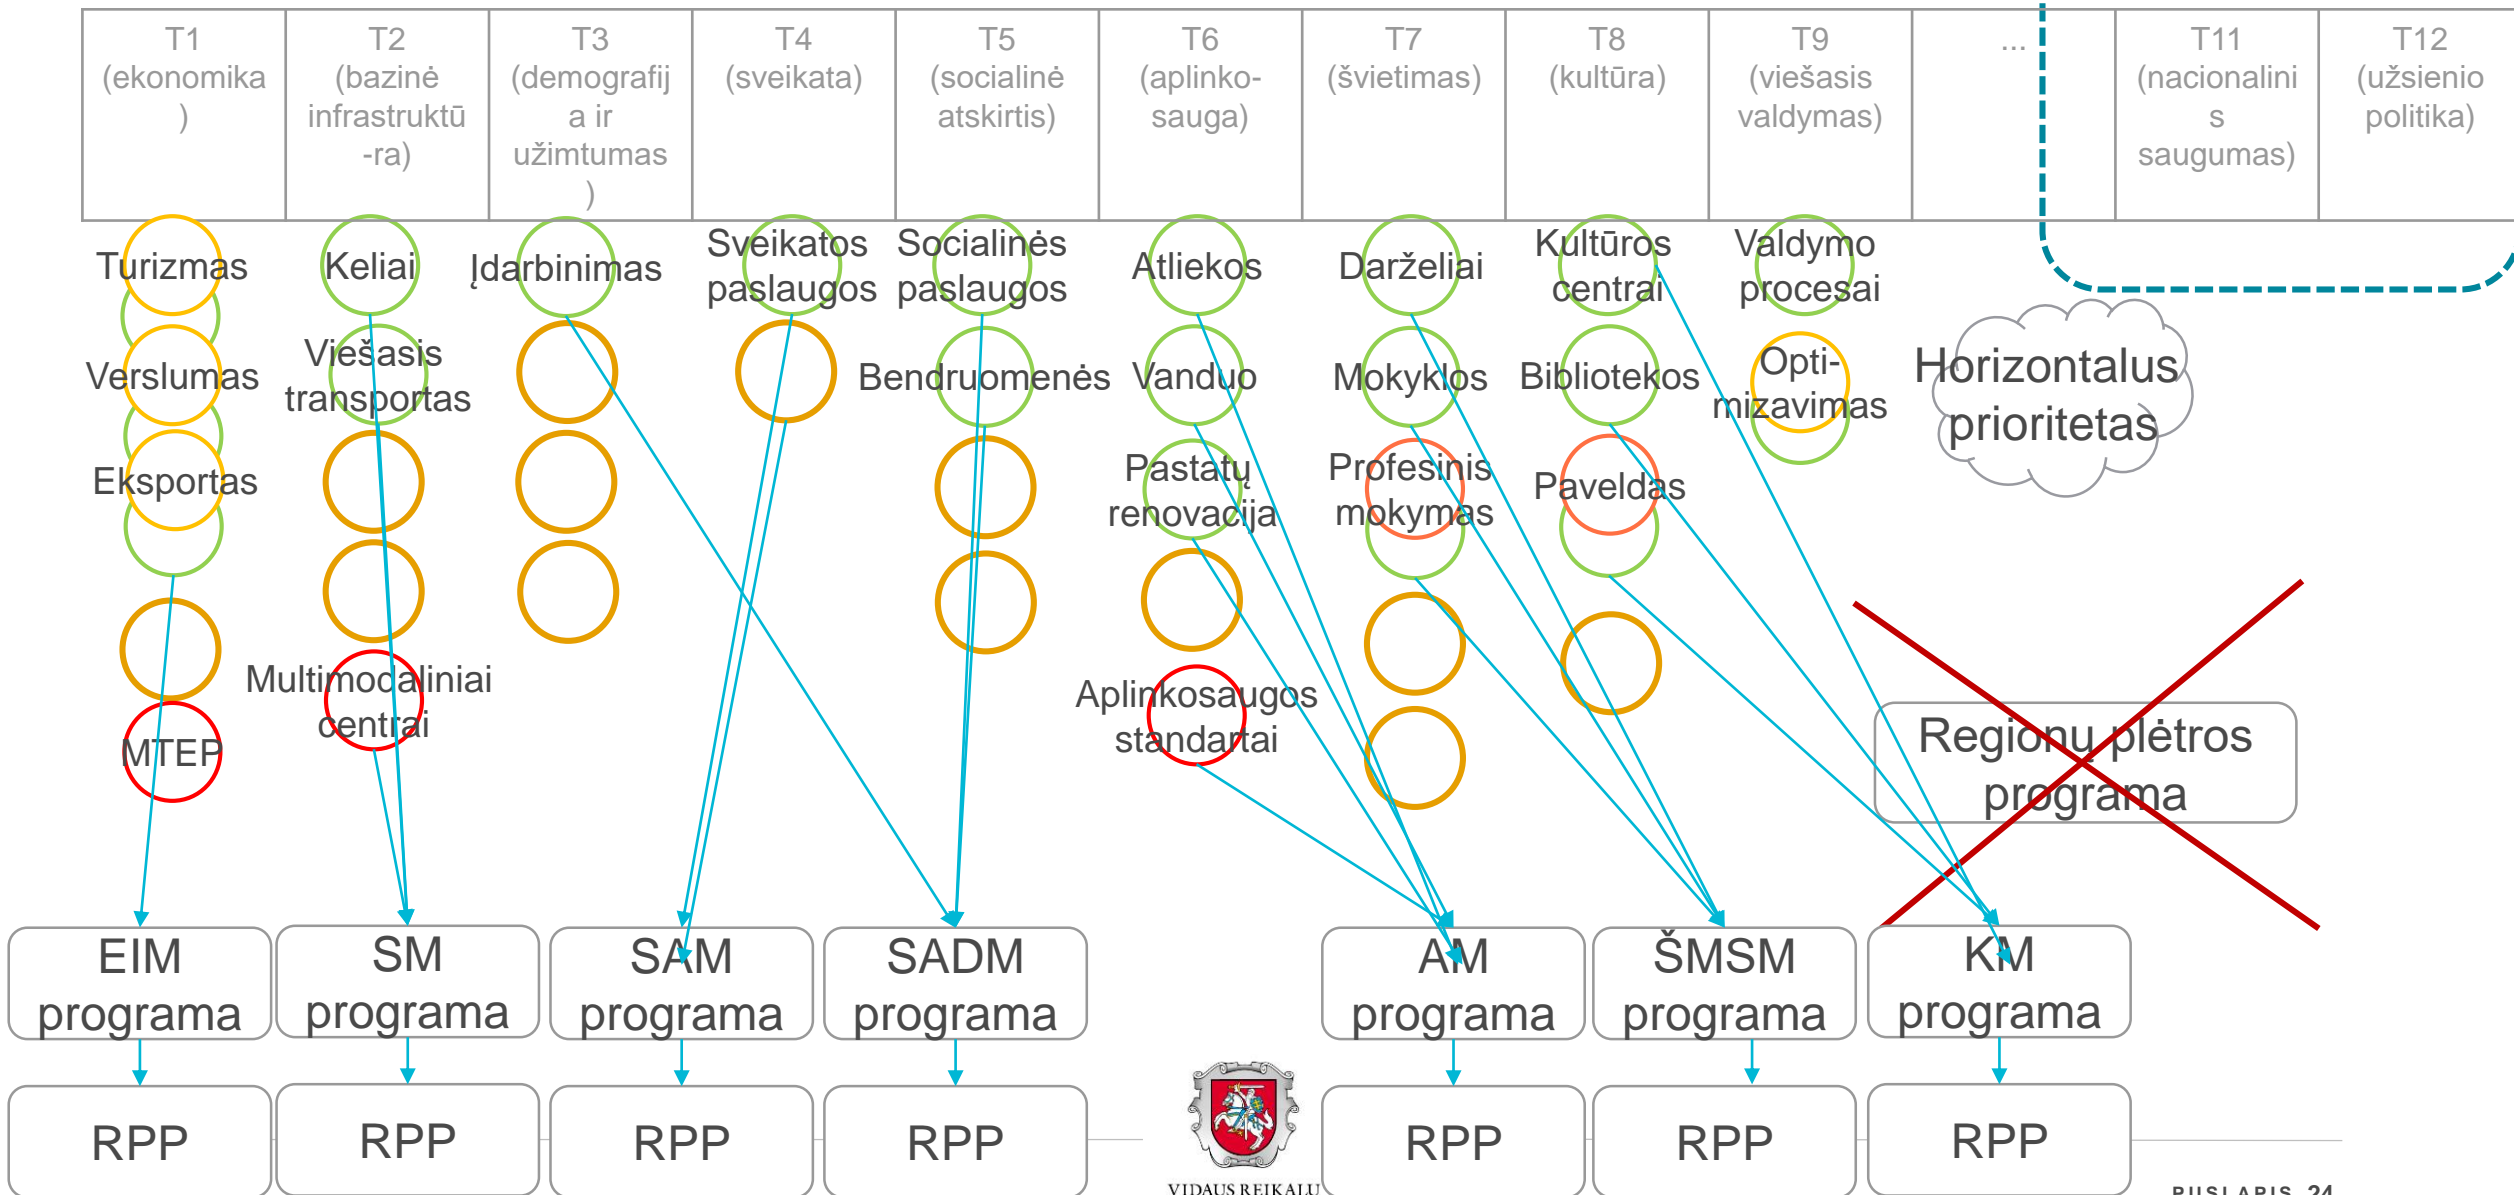 T1
(ekonomika
)
T2
(bazinė
infrastruktū
-ra)
T3
(demografij
a ir
užimtumas
)
T4
(sveikata)
T5
(socialinė
atskirtis)
T6
(aplinko-
sauga)
T7
(švietimas)
T8
(kultūra)
T9
(viešasis
valdymas)
...
T11
(nacionalini
s
saugumas)
T12
(užsienio
politika)
Turizmas
Verslumas
Eksportas
MTEP
Keliai
Viešasis
transportas
Multimodaliniai
centrai
Įdarbinimas
Sveikatos
paslaugos
Socialinės
paslaugos
Bendruomenės
Atliekos
Vanduo
Pastatų
renovacija
Aplinkosaugos
standartai
Darželiai
Mokyklos
Profesinis
mokymas
Kultūros
centrai
Bibliotekos
Paveldas
Valdymo
procesai
Opti-
mizavimas
Horizontalus
prioritetas
Regionų plėtros
programa
EIM
programa
SM
programa
SAM
programa
SADM
programa
AM
programa
ŠMSM
programa
KM
programa
RPP
RPP
RPP
RPP
RPP
RPP
RPP
VIDAUS REIKALŲ
PUSLAPIS 24